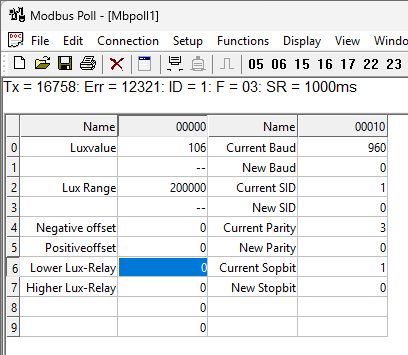 Modbus Poll - [Mbpoll1]
File Edit Connection Setup Functions Display View Windo
05 06 15 16 17 22 23
Tx = 16758: Err = 12321: ID = 1: F = 03: SR = 1000ms
Name 00000 Name 00010
0 Luxvalue 106 Current Baud 960
1 -- New Baud 0
2 Lux Range 200000 Current SID 1
3 -- New SID 0
4 Negative offset 0 Current Parity 3
5 Positiveoffset 0 New Parity 0
6 Lower Lux-Relay 0 Current Sopbit 1
7 Higher Lux-Relay 0 New Stopbit 0
8 0
9 0